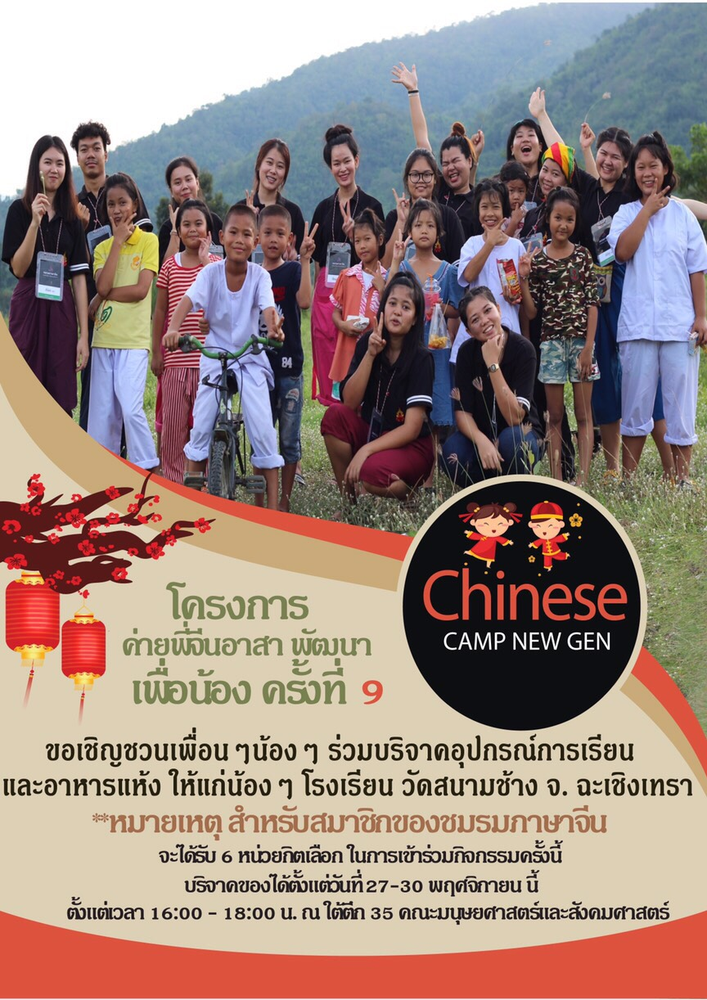 Chinese
CAMP NEW GEN
โครงการ
ค่ายพี่จีนอาสา พัฒนา
เพื่อน้อง ครั้งที่ 9
ขอเชิญชวนเพื่อน ๆน้อง ๆ ร่วมบริจาคอุปกรณ์การเรียน
และอาหารแห้ง ให้แก่น้อง ๆ โรงเรียน วัดสนามช้าง จ. ฉะเชิงเทรา
**หมายเหตุ สำหรับสมาชิกของชมรมภาษาจีน
จะได้รับ 6 หน่วยกิตเลือก ในการเข้าร่วมกิจกรรมครั้งนี้
บริจาคของได้ตั้งแต่วันที่ 27-30 พฤศจิกายน นี้
ตั้งแต่เวลา 16:00 - 18:00 น. ณ ใต้ตึก 35 คณะมนุษยศาสตร์และสังคมศาสตร์
84